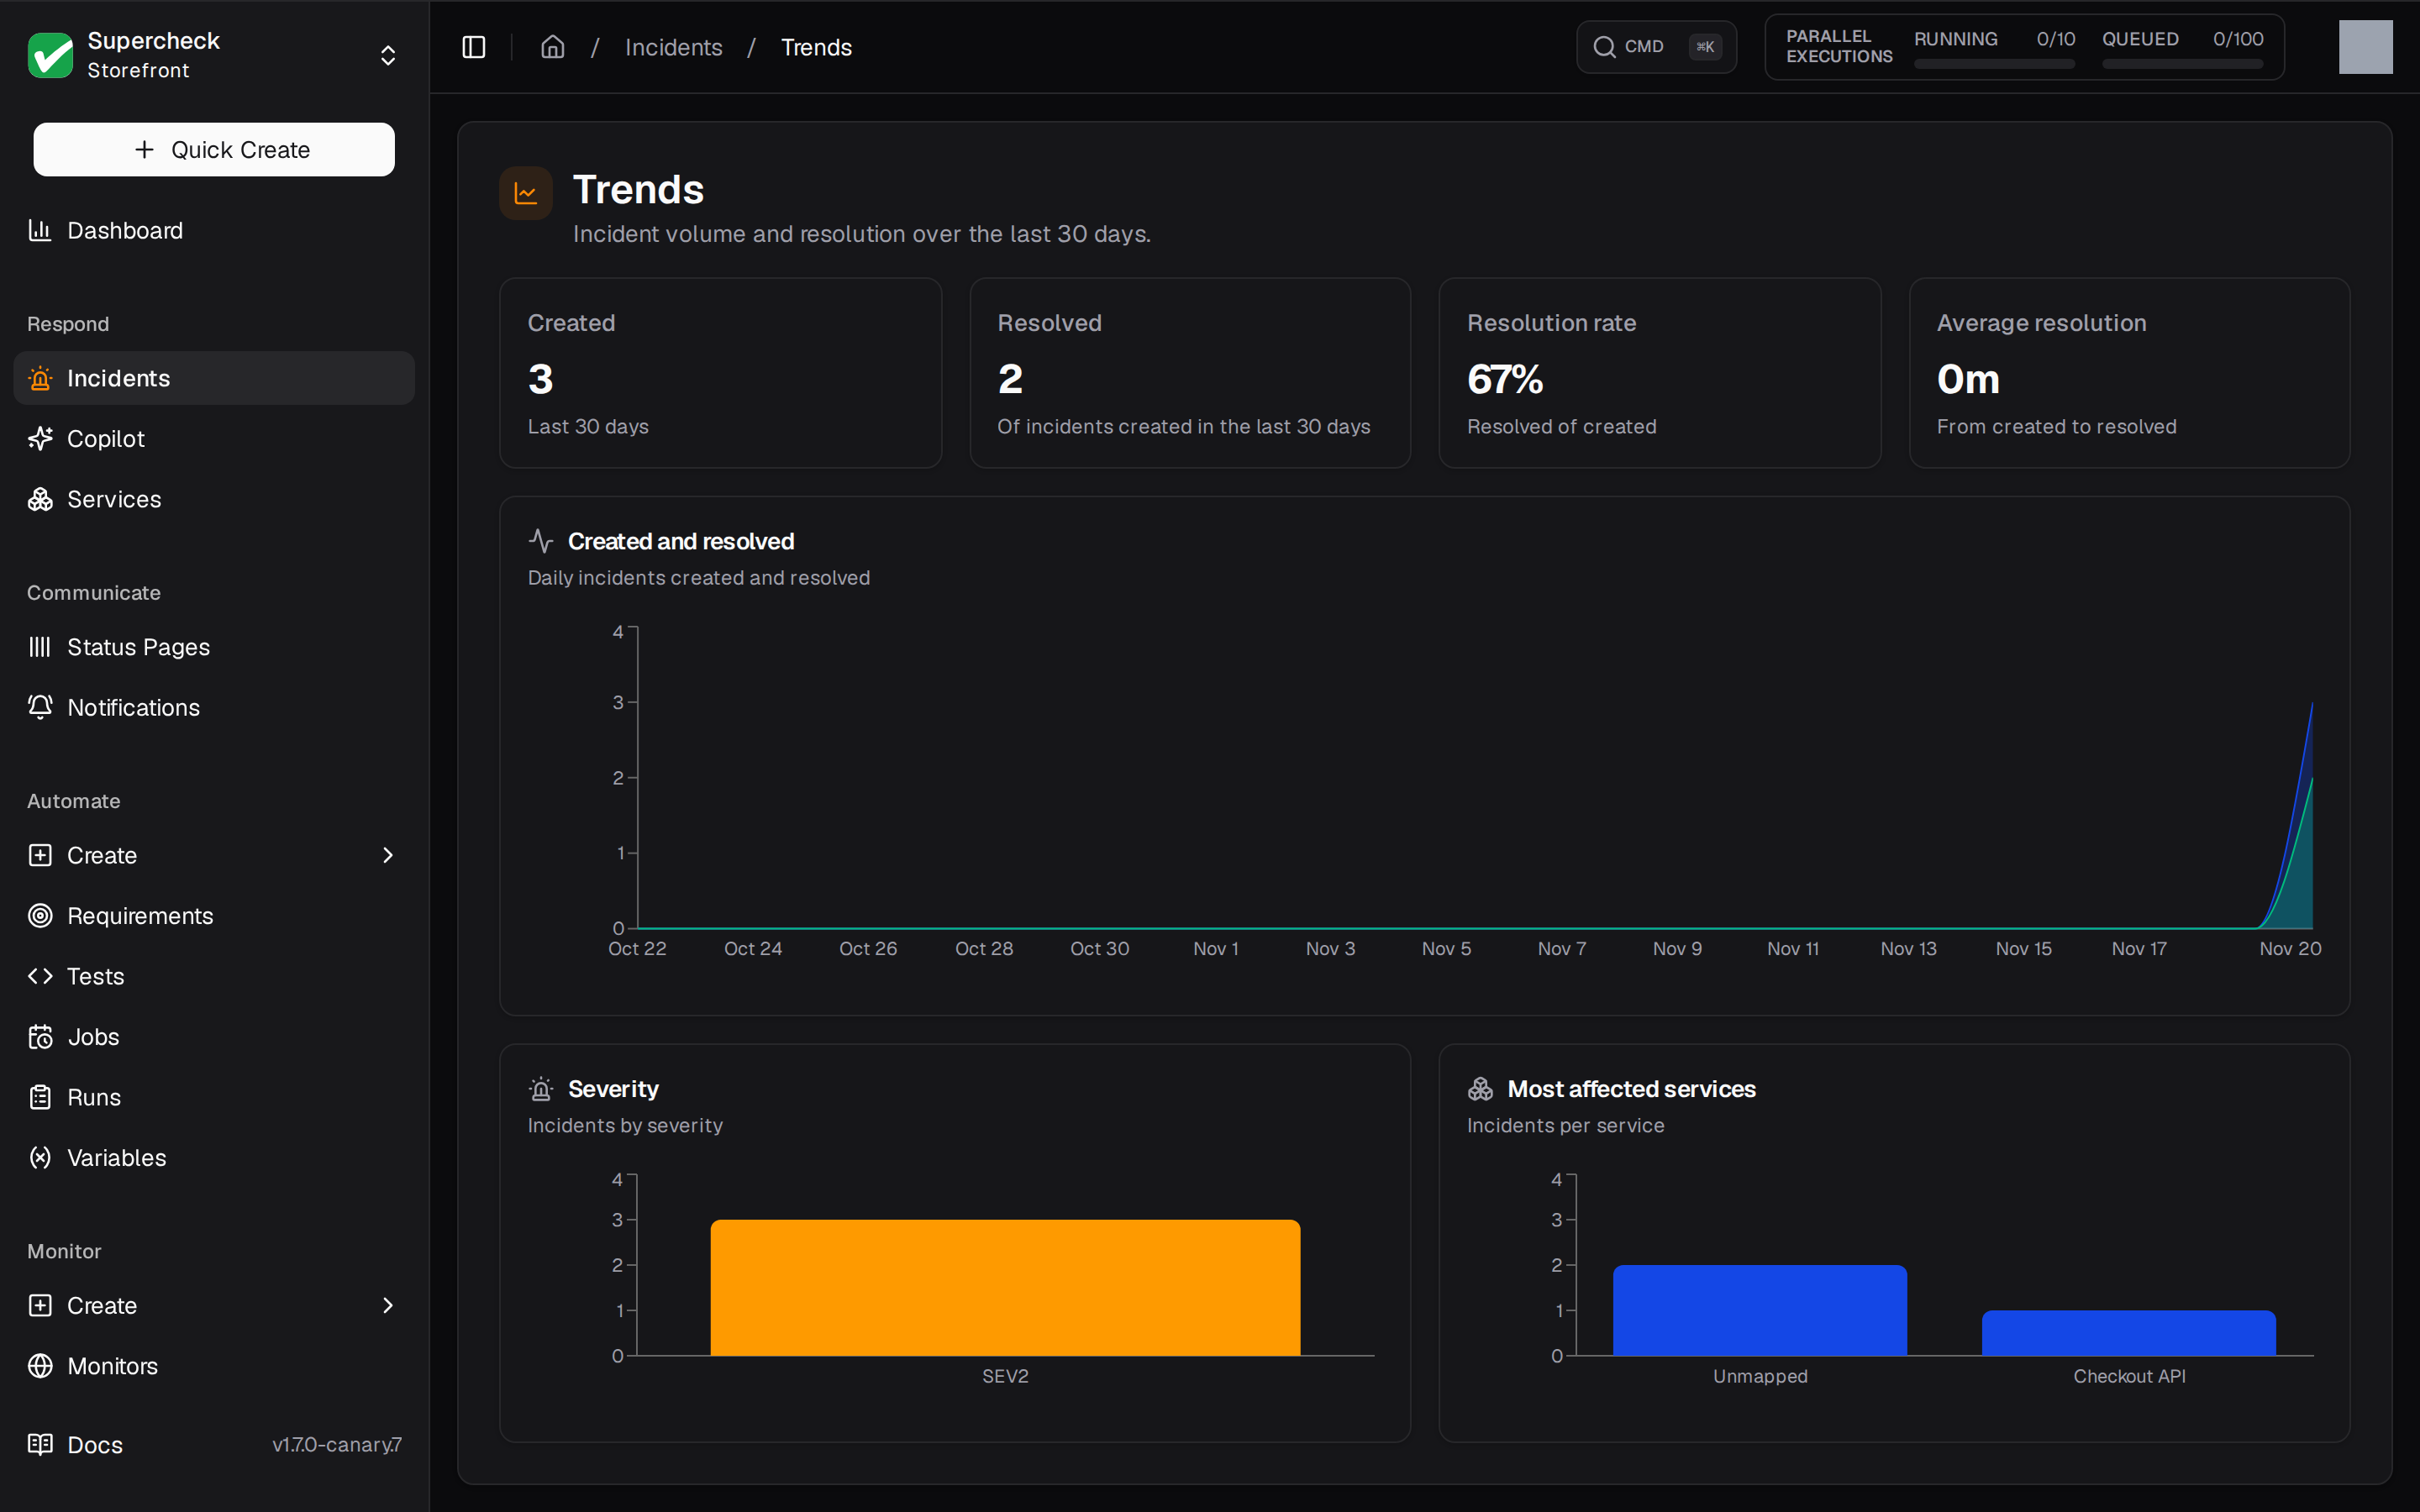 Supercheck
Storefront
Quick Create
Dashboard
Respond
Incidents
Copilot
Services
Communicate
Status Pages
Notifications
Automate
Create
Requirements
Tests
Jobs
Runs
Variables
Monitor
Create
Monitors
Docs v1.7.0-canary.7
/ Incidents / Trends
CMD ⌘K
PARALLEL EXECUTIONS
RUNNING 0/10
QUEUED 0/100
Trends
Incident volume and resolution over the last 30 days.
Created
3
Last 30 days
Resolved
2
Of incidents created in the last 30 days
Resolution rate
67%
Resolved of created
Average resolution
0m
From created to resolved
Created and resolved
Daily incidents created and resolved
4
3
2
1
0
Oct 22 Oct 24 Oct 26 Oct 28 Oct 30 Nov 1 Nov 3 Nov 5 Nov 7 Nov 9 Nov 11 Nov 13 Nov 15 Nov 17 Nov 20
Severity
Incidents by severity
4
3
2
1
0
SEV2
Most affected services
Incidents per service
4
3
2
1
0
Unmapped Checkout API